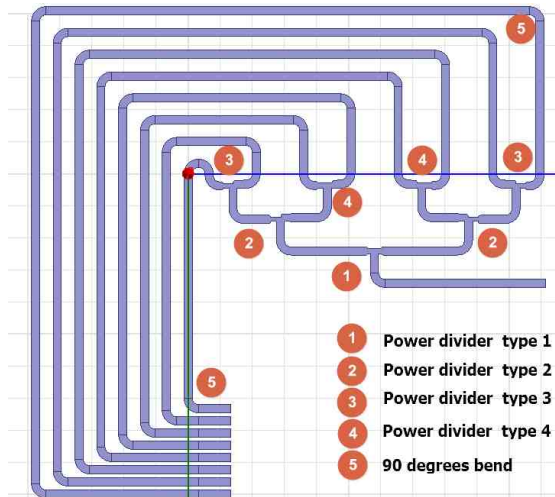 5
3
4
3
4
2
2
1
5
1 Power divider type 1
2 Power divider type 2
3 Power divider type 3
4 Power divider type 4
5 90 degrees bend